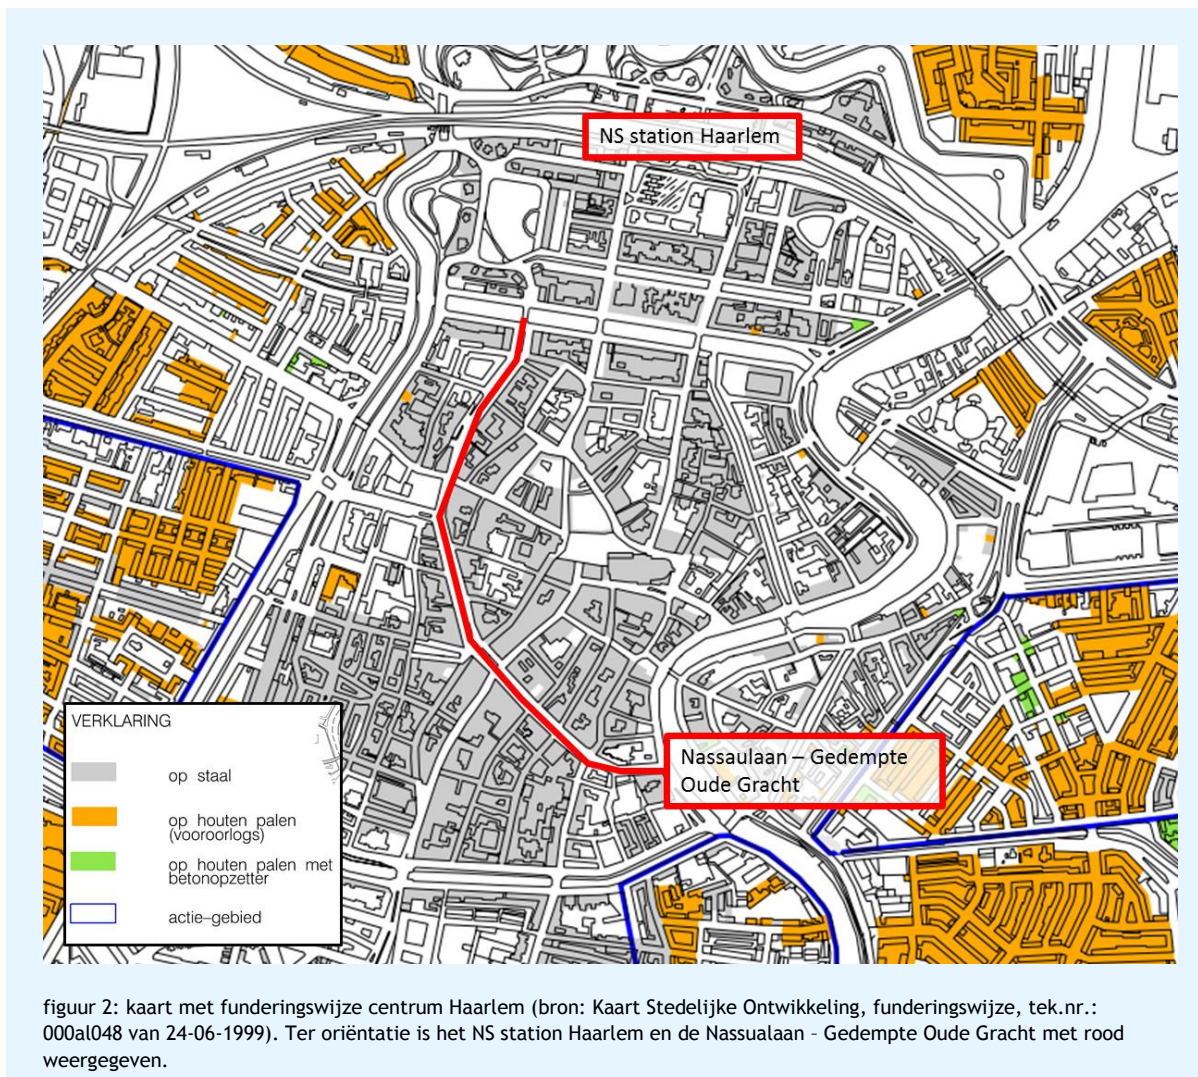 NS station Haarlem
Nassaulaan – Gedempte
Oude Gracht
VERKLARING
op staal
op houten palen
(vooroorlogs)
op houten palen met
betonopzetter
actie–gebied
figuur 2: kaart met funderingswijze centrum Haarlem (bron: Kaart Stedelijke Ontwikkeling, funderingswijze, tek.nr.:
000al048 van 24-06-1999). Ter oriëntatie is het NS station Haarlem en de Nassualaan - Gedempte Oude Gracht met rood
weergegeven.